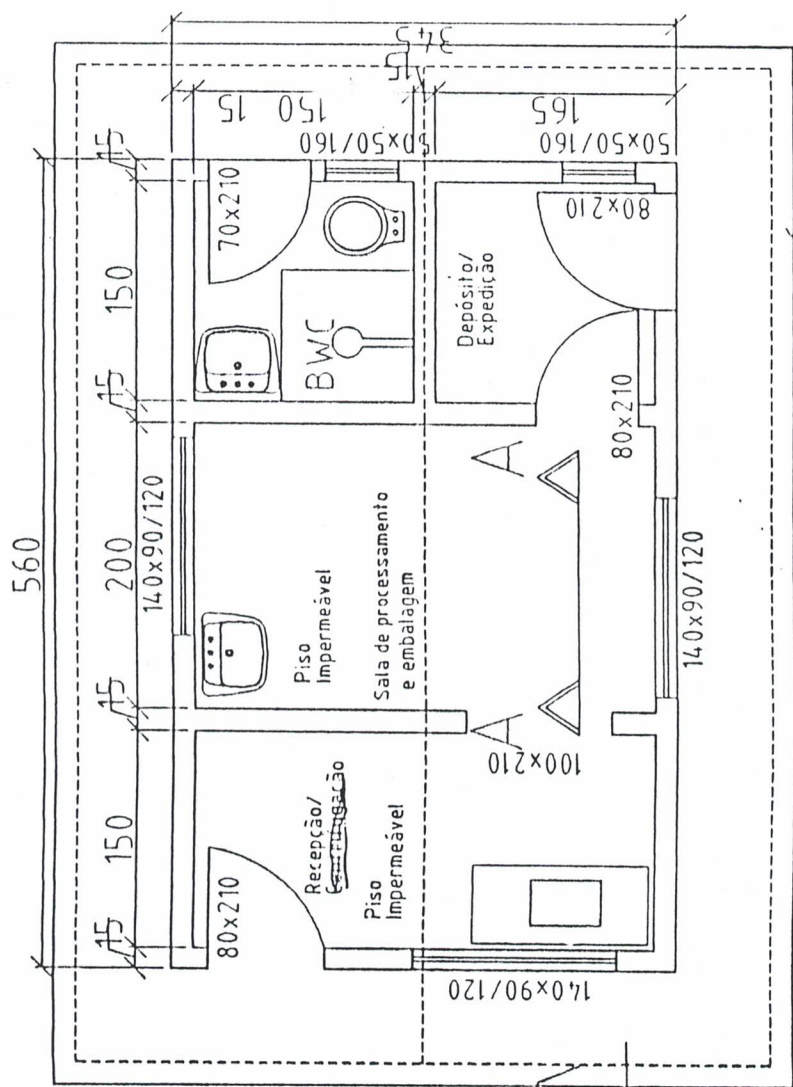 560
15
150
15
200
15
150
15
345
15
150
15
165
50x50/160
50x50/160
70x210
80x210
BWC
Depósito/
Expedição
80x210
140x90/120
Piso
Impermeável
Sala de processamento
e embalagem
A
A
140x90/120
100x210
Recepção/
Piso
Impermeável
80x210
140x90/120